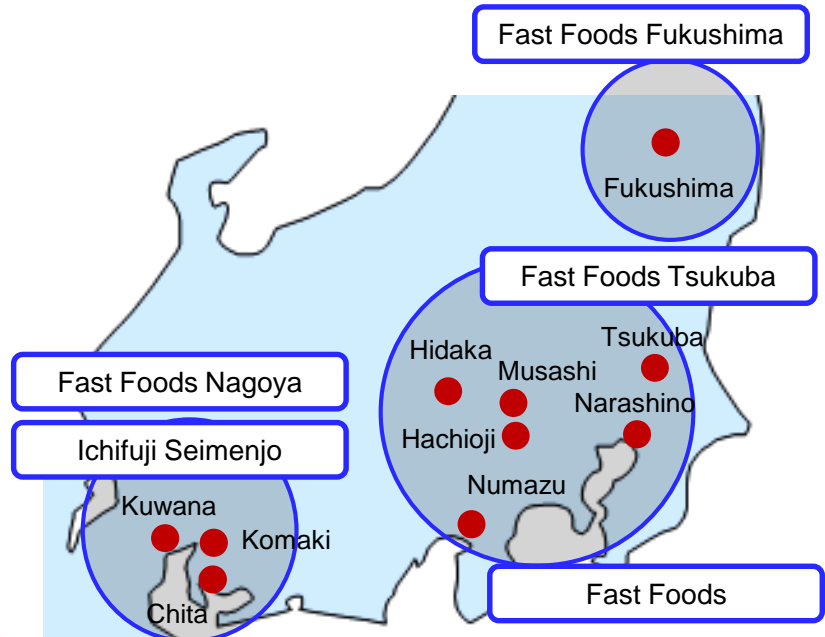 Fast Foods Fukushima
Fukushima
Fast Foods Tsukuba
Tsukuba
Hidaka
Musashi
Narashino
Hachioji
Numazu
Fast Foods
Fast Foods Nagoya
Ichifuji Seimenjo
Kuwana
Komaki
Chita